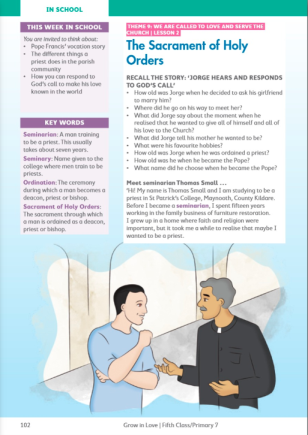 IN SCHOOL
THIS WEEK IN SCHOOL
You are invited to think about:
• Pope Francis' vocation story
• The different things a
priest does in the parish
community
• How you can respond to
God's call to make his love
known in the world
KEY WORDS
Seminarian: A man training
to be a priest. This usually
takes about seven years.
Seminary: Name given to the
college where men train to be
priests.
Ordination: The ceremony
during which a man becomes a
deacon, priest or bishop.
Sacrament of Holy Orders:
The sacrament through which
a man is ordained as a deacon,
priest or bishop.
THEME 9: WE ARE CALLED TO LOVE AND SERVE THE
CHURCH | LESSON 2
The Sacrament of Holy
Orders
RECALL THE STORY: 'JORGE HEARS AND RESPONDS
TO GOD'S CALL'
• How old was Jorge when he decided to ask his girlfriend
to marry him?
• Where did he go on his way to meet her?
• What did Jorge say about the moment when he
realised that he wanted to give all of himself and all of
his love to the Church?
• What did Jorge tell his mother he wanted to be?
• What were his favourite hobbies?
• How old was Jorge when he was ordained a priest?
• How old was he when he became the Pope?
• What name did he choose when he became the Pope?
Meet seminarian Thomas Small ...
'Hi! My name is Thomas Small and I am studying to be a
priest in St Patrick's College, Maynooth, County Kildare.
Before I became a seminarian, I spent fifteen years
working in the family business of furniture restoration.
I grew up in a home where faith and religion were
important, but it took me a while to realise that maybe I
wanted to be a priest.
102
Grow in Love | Fifth Class/Primary 7